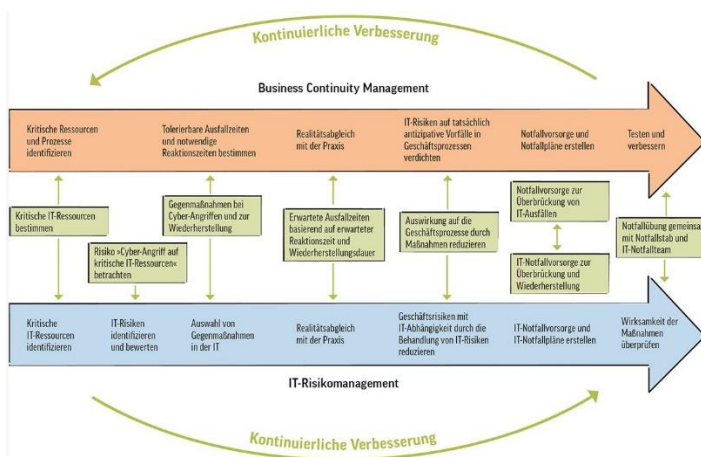 Kontinuierliche Verbesserung
Business Continuity Management
Kritische Ressourcen
und Prozesse
identifizieren
Tolerierbare Ausfallzeiten
und notwendige
Reaktionszeiten bestimmen
Realitätsabgleich
mit der Praxis
IT-Risiken auf tatsächlich
antizipative Vorfälle in
Geschäftsprozessen
verdichten
Notfallvorsorge und
Notfallpläne erstellen
Testen und
verbessern
Kritische IT-Ressourcen
bestimmen
Risiko »Cyber-Angriff auf
kritische IT-Ressourcen«
betrachten
Gegenmaßnahmen bei
Cyber-Angriffen und zur
Wiederherstellung
Erwartete Ausfallzeiten
basierend auf erwarteter
Reaktionszeit und
Wiederherstellungsdauer
Auswirkung auf die
Geschäftsprozesse durch
Maßnahmen reduzieren
Notfallvorsorge zur
Überbrückung von
IT-Ausfällen
IT-Notfallvorsorge zur
Überbrückung und
Wiederherstellung
Notfallübung gemeinsa
mit Notfallstab und
IT-Notfallteam
Kritische
IT-Ressourcen
identifizieren
IT-Risiken
identifizieren
und bewerten
Auswahl von
Gegenmaßnahmen
in der IT
Realitätsabgleich
mit der Praxis
Geschäftsrisiken mit
IT-Abhängigkeit durch die
Behandlung von IT-Risiken
reduzieren
IT-Notfallvorsorge und
IT-Notfallpläne erstellen
Wirksamkeit der
Maßnahmen
überprüfen
IT-Risikomanagement
Kontinuierliche Verbesserung